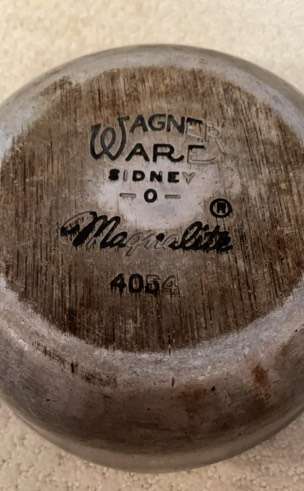 WAGNER
WARE
SIDNEY
-O-
Magnalite ®
4054